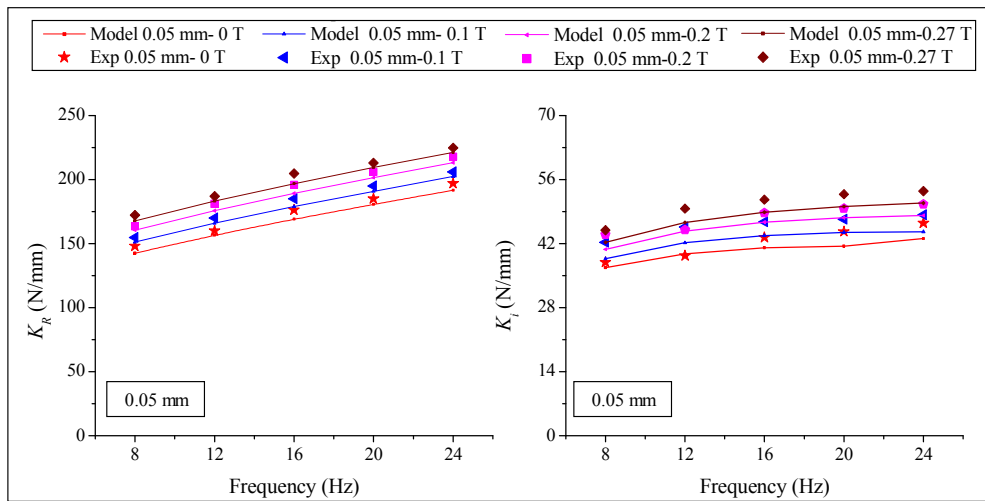 Model 0.05 mm- 0 T Model 0.05 mm- 0.1 T Model 0.05 mm-0.2 T Model 0.05 mm-0.27 T
Exp 0.05 mm- 0 T Exp 0.05 mm-0.1 T Exp 0.05 mm-0.2 T Exp 0.05 mm-0.27 T
250
200
150
100
50
0
K_R (N/mm)
0.05 mm
8 12 16 20 24
Frequency (Hz)
70
56
42
28
14
0
K_I (N/mm)
0.05 mm
8 12 16 20 24
Frequency (Hz)